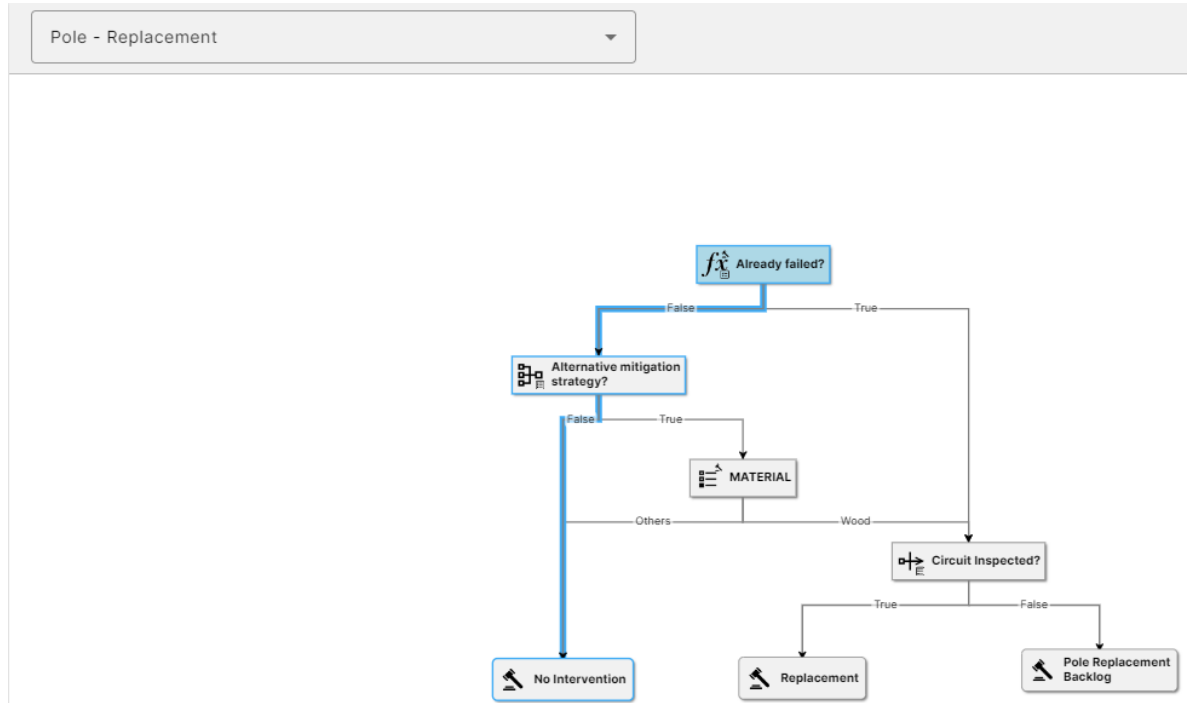 Pole - Replacement
fx Already failed?
False
True
Alternative mitigation
strategy?
False
True
MATERIAL
Others
Wood
Circuit Inspected?
True
False
No Intervention
Replacement
Pole Replacement
Backlog